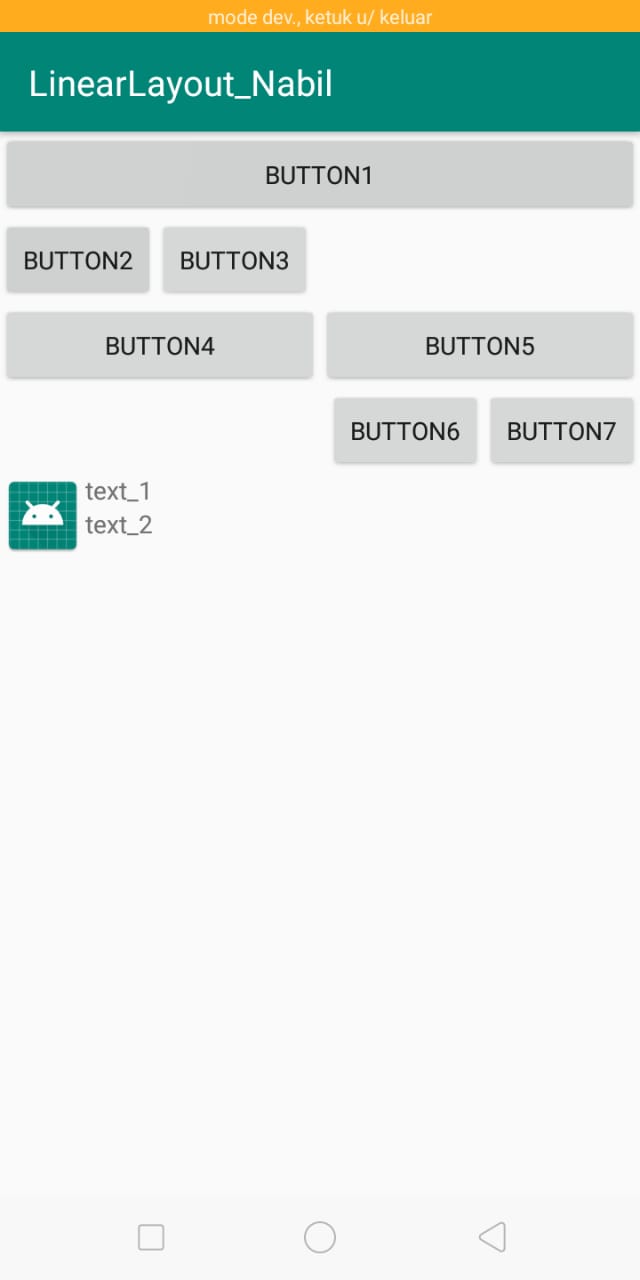 mode dev., ketuk u/ keluar
LinearLayout_Nabil
BUTTON1
BUTTON2 BUTTON3
BUTTON4 BUTTON5
BUTTON6 BUTTON7
text_1
text_2